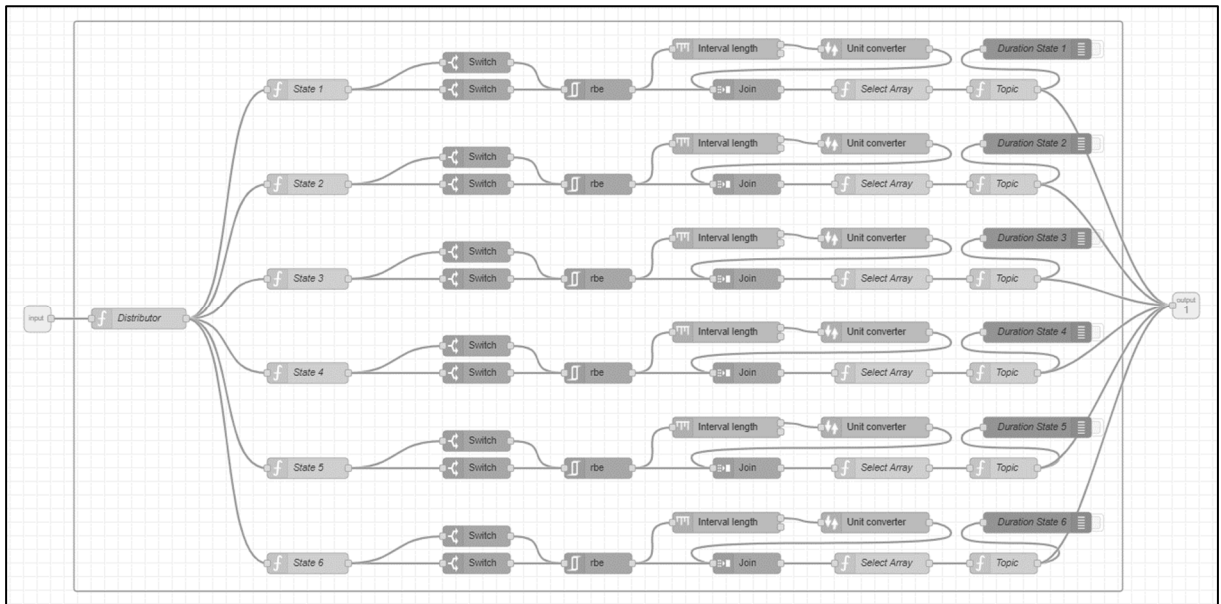 Interval length Unit converter Duration State 1
Switch
State 1 Switch rbe Join Select Array Topic
Interval length Unit converter Duration State 2
Switch
State 2 Switch rbe Join Select Array Topic
Interval length Unit converter Duration State 3
Switch
State 3 Switch rbe Join Select Array Topic
input Distributor output
1
Interval length Unit converter Duration State 4
Switch
State 4 Switch rbe Join Select Array Topic
Interval length Unit converter Duration State 5
Switch
State 5 Switch rbe Join Select Array Topic
Interval length Unit converter Duration State 6
Switch
State 6 Switch rbe Join Select Array Topic